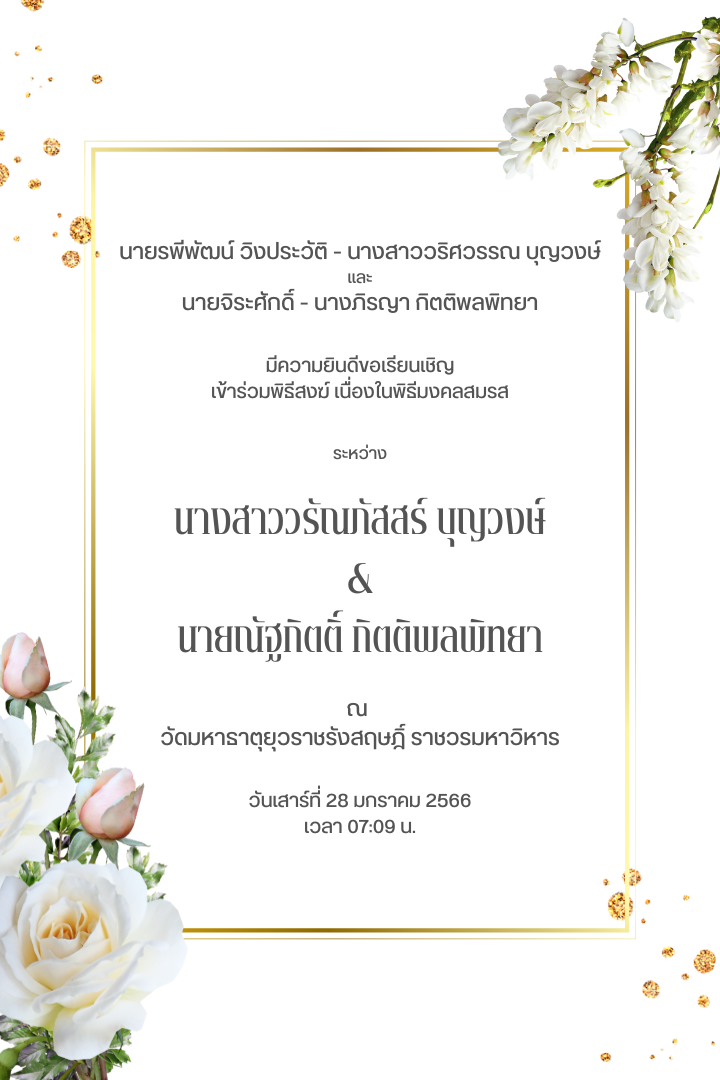 นายรพีพัฒน์ วิงประวัติ - นางสาววริศวรรณ บุญวงษ์
และ
นายจิระศักดิ์ - นางภิรญา กิตติพลพิทยา
มีความยินดีขอเรียนเชิญ
เข้าร่วมพิธีสงฆ์ เนื่องในพิธีมงคลสมรส
ระหว่าง
นางสาววรัณภัสสร์ บุญวงษ์
&
นายณัฐกิตติ์ กิตติพลพิทยา
ณ
วัดมหาธาตุยุวราชรังสฤษฎิ์ ราชวรมหาวิหาร
วันเสาร์ที่ 28 มกราคม 2566
เวลา 07:09 น.